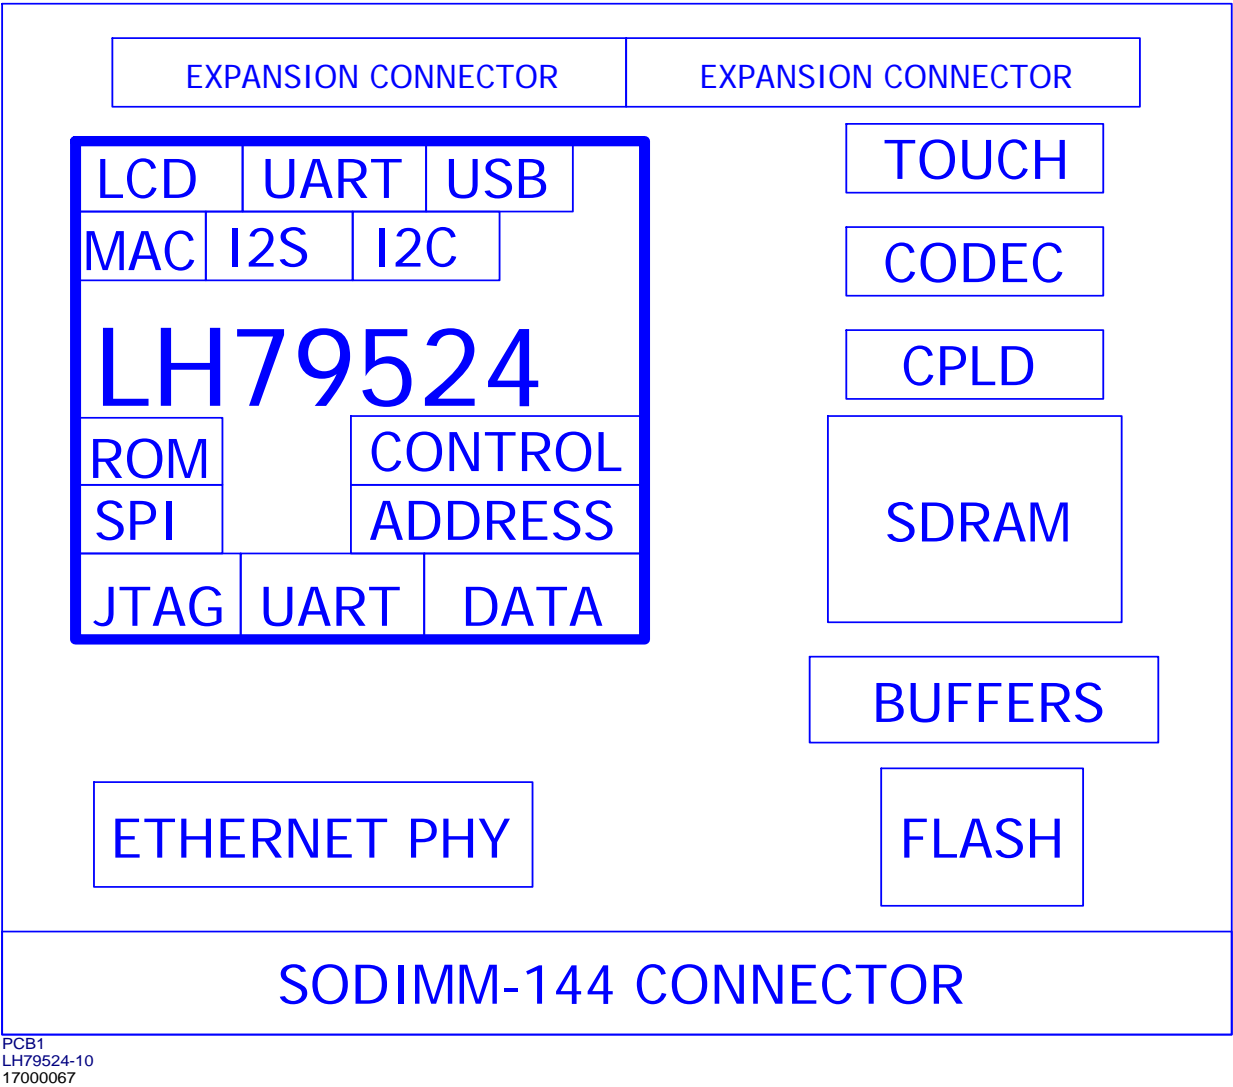 EXPANSION CONNECTOR EXPANSION CONNECTOR
LCD UART USB
MAC I2S I2C
LH79524
ROM CONTROL
SPI ADDRESS
JTAG UART DATA
TOUCH
CODEC
CPLD
SDRAM
BUFFERS
ETHERNET PHY
FLASH
SODIMM-144 CONNECTOR
PCB1
LH79524-10
17000067